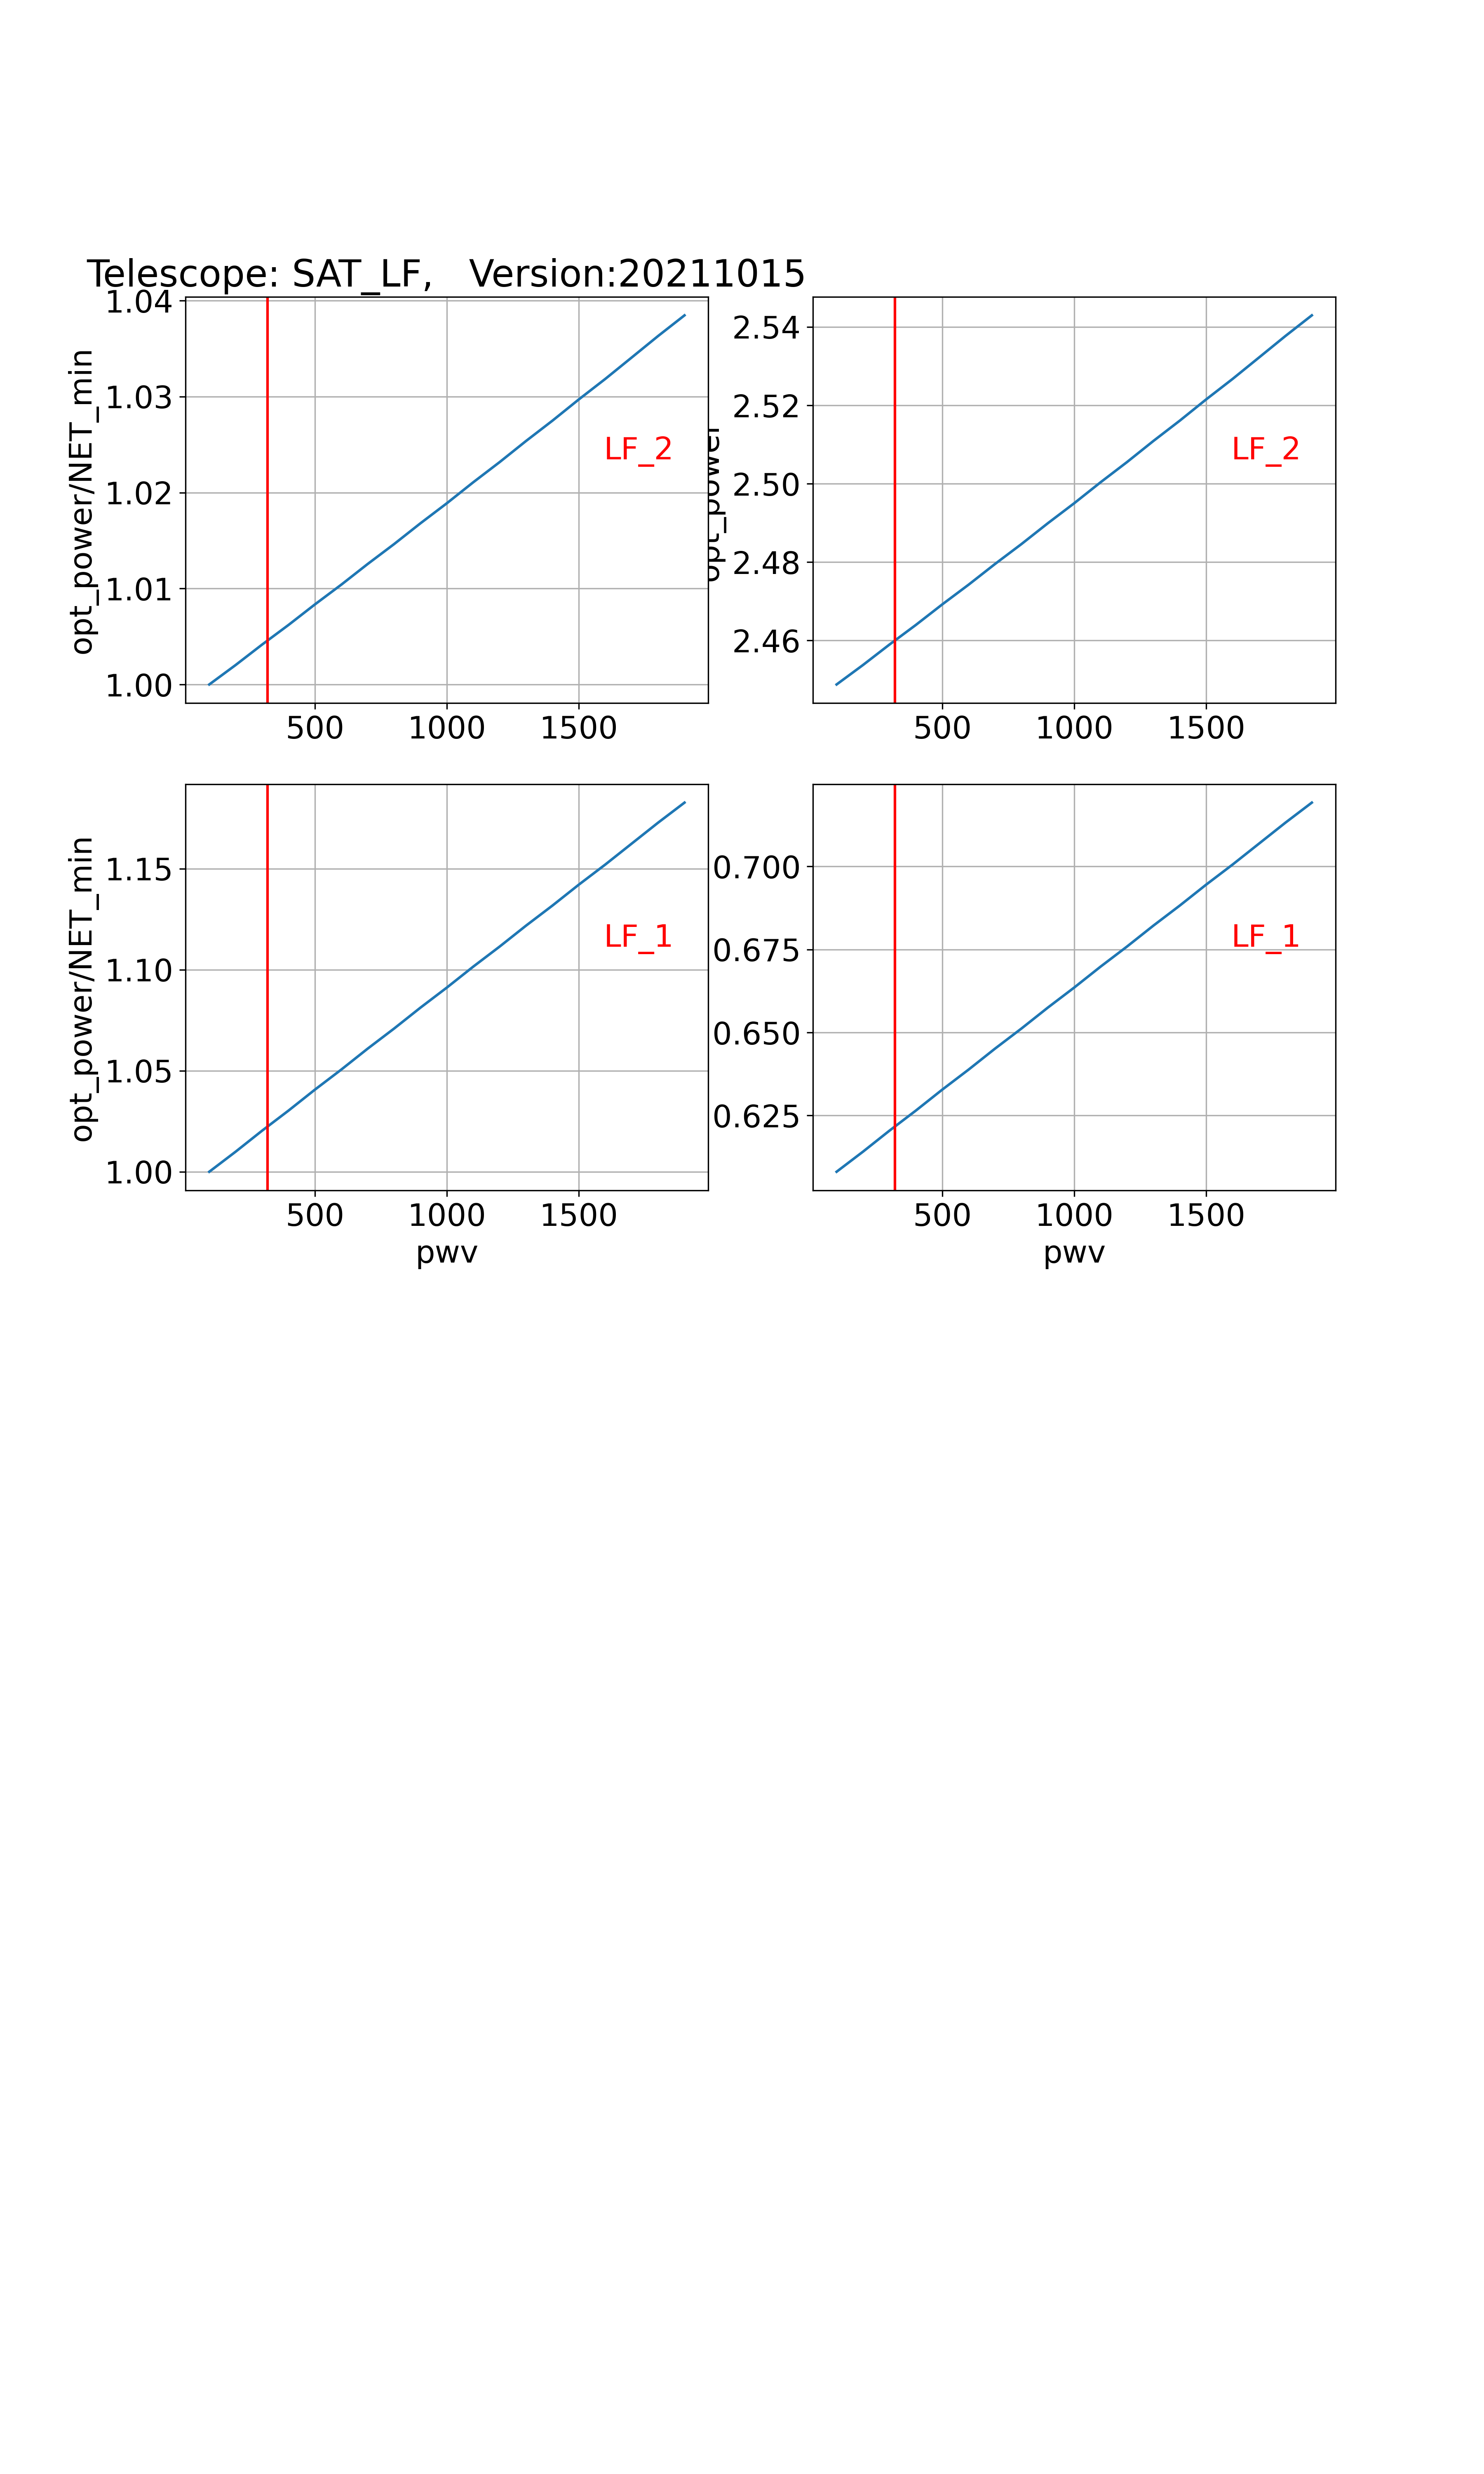 Telescope: SAT_LF,   Version:20211015
opt_power/NET_min
1.04
1.03
1.02
1.01
1.00
LF_2
500 1000 1500
opt_power
2.54
2.52
2.50
2.48
2.46
LF_2
500 1000 1500
opt_power/NET_min
1.15
1.10
1.05
1.00
LF_1
500 1000 1500
pwv
0.700
0.675
0.650
0.625
LF_1
500 1000 1500
pwv